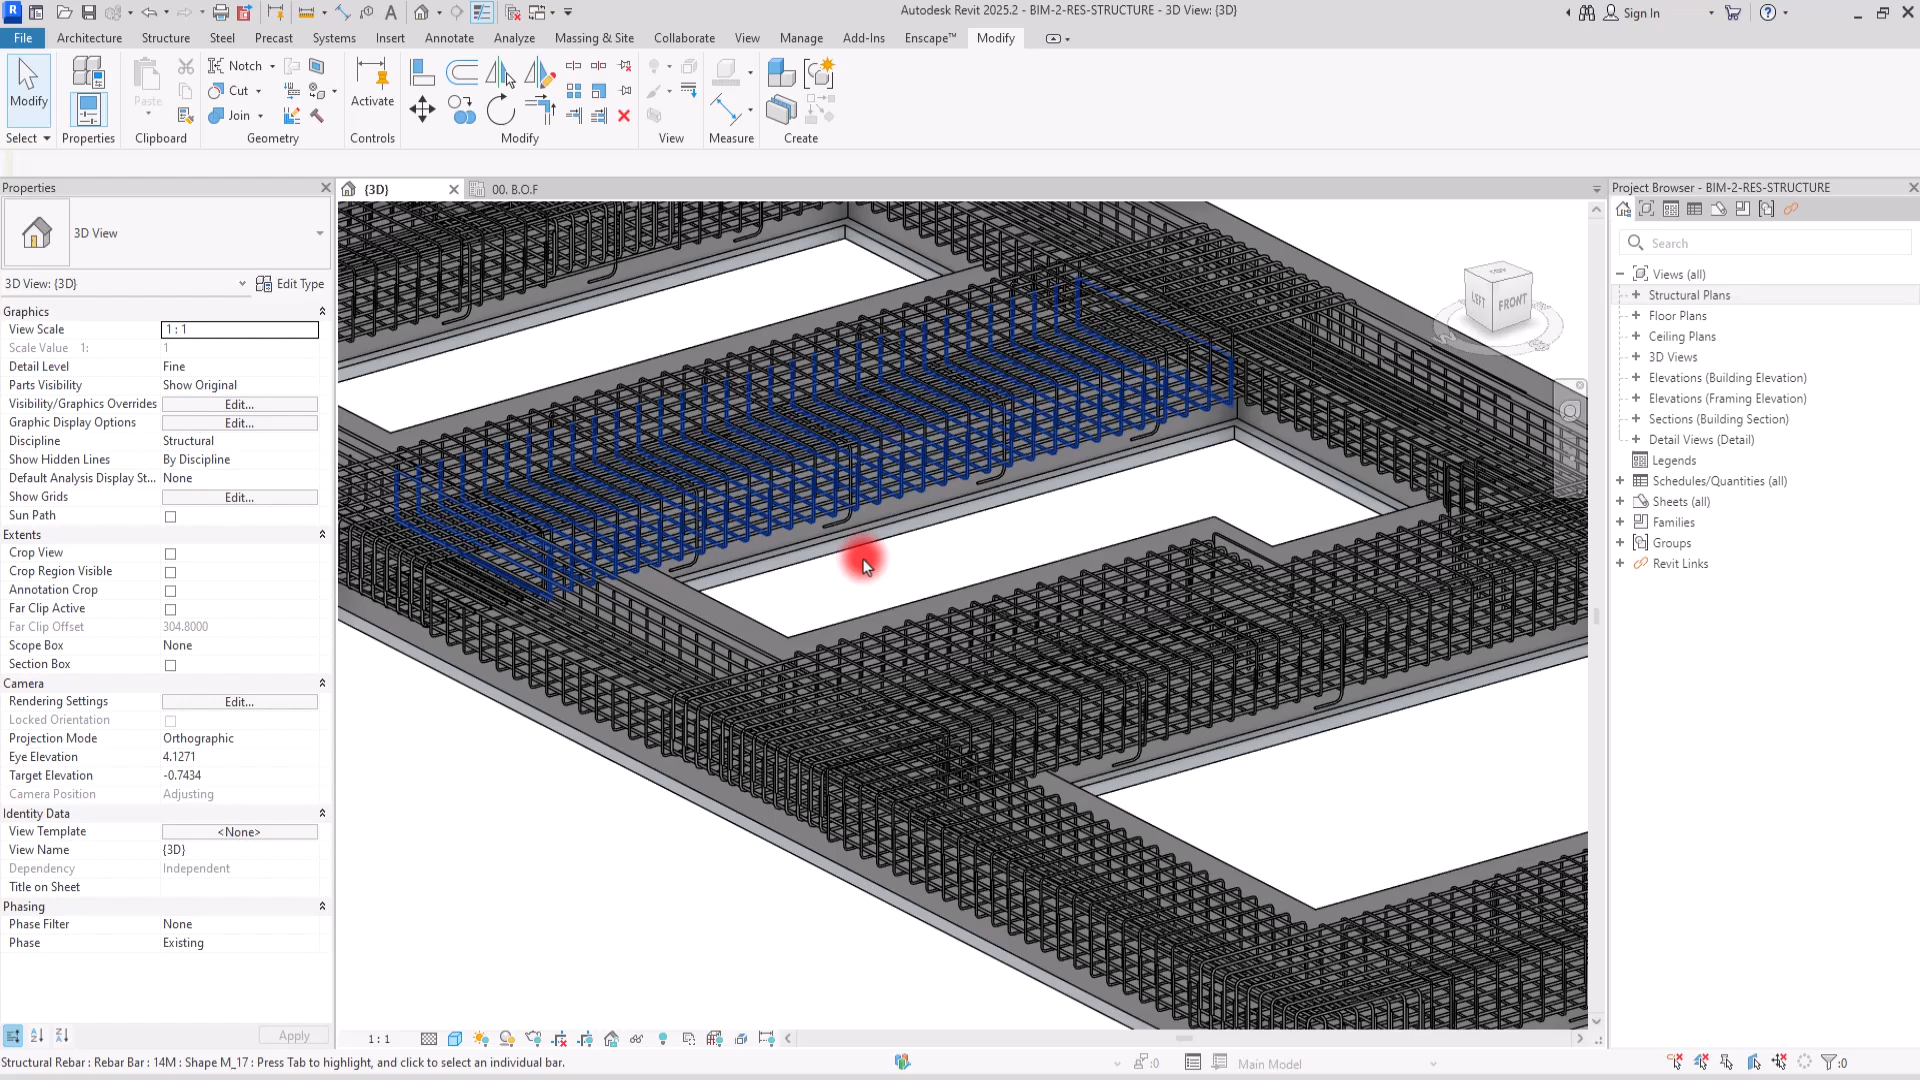 Autodesk Revit 2025.2 - BIM-2-RES-STRUCTURE - 3D View: {3D}
Sign In
File Architecture Structure Steel Precast Systems Insert Annotate Analyze Massing & Site Collaborate View Manage Add-Ins Enscape™ Modify
Notch
Cut
Join
Modify
Paste
Activate
Select Properties Clipboard Geometry Controls Modify View Measure Create
Properties
{3D}
00. B.O.F
Project Browser - BIM-2-RES-STRUCTURE
3D View
3D View: {3D}
Edit Type
Graphics
View Scale 1 : 1
Scale Value 1: 1
Detail Level Fine
Parts Visibility Show Original
Visibility/Graphics Overrides Edit...
Graphic Display Options Edit...
Discipline Structural
Show Hidden Lines By Discipline
Default Analysis Display St... None
Show Grids Edit...
Sun Path
Extents
Crop View
Crop Region Visible
Annotation Crop
Far Clip Active
Far Clip Offset 304.8000
Scope Box None
Section Box
Camera
Rendering Settings Edit...
Locked Orientation
Projection Mode Orthographic
Eye Elevation 4.1271
Target Elevation -0.7434
Camera Position Adjusting
Identity Data
View Template <None>
View Name {3D}
Dependency Independent
Title on Sheet
Phasing
Phase Filter None
Phase Existing
Apply
LEFT FRONT
W
Search
Views (all)
Structural Plans
Floor Plans
Ceiling Plans
3D Views
Elevations (Building Elevation)
Elevations (Framing Elevation)
Sections (Building Section)
Detail Views (Detail)
Legends
Schedules/Quantities (all)
Sheets (all)
Families
Groups
Revit Links
1 : 1
Structural Rebar : Rebar Bar : 14M : Shape M_17 : Press Tab to highlight, and click to select an individual bar.
:0
Main Model
:0